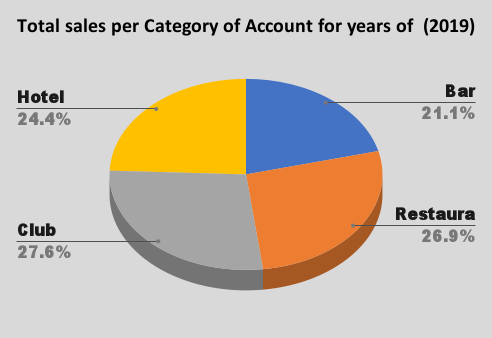 Total sales per Category of Account for years of (2019)
Hotel
24.4%
Bar
21.1%
Restaura
26.9%
Club
27.6%